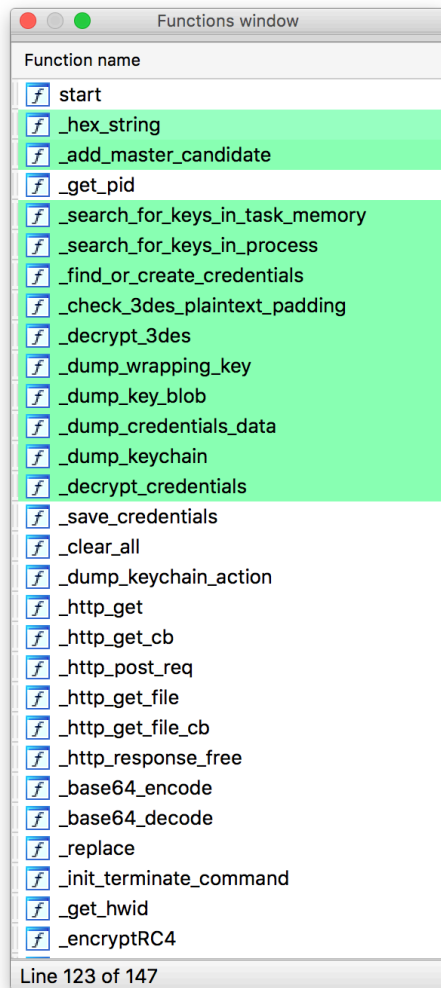 Functions window
Function name
start
_hex_string
_add_master_candidate
_get_pid
_search_for_keys_in_task_memory
_search_for_keys_in_process
_find_or_create_credentials
_check_3des_plaintext_padding
_decrypt_3des
_dump_wrapping_key
_dump_key_blob
_dump_credentials_data
_dump_keychain
_decrypt_credentials
_save_credentials
_clear_all
_dump_keychain_action
_http_get
_http_get_cb
_http_post_req
_http_get_file
_http_get_file_cb
_http_response_free
_base64_encode
_base64_decode
_replace
_init_terminate_command
_get_hwid
_encryptRC4
Line 123 of 147